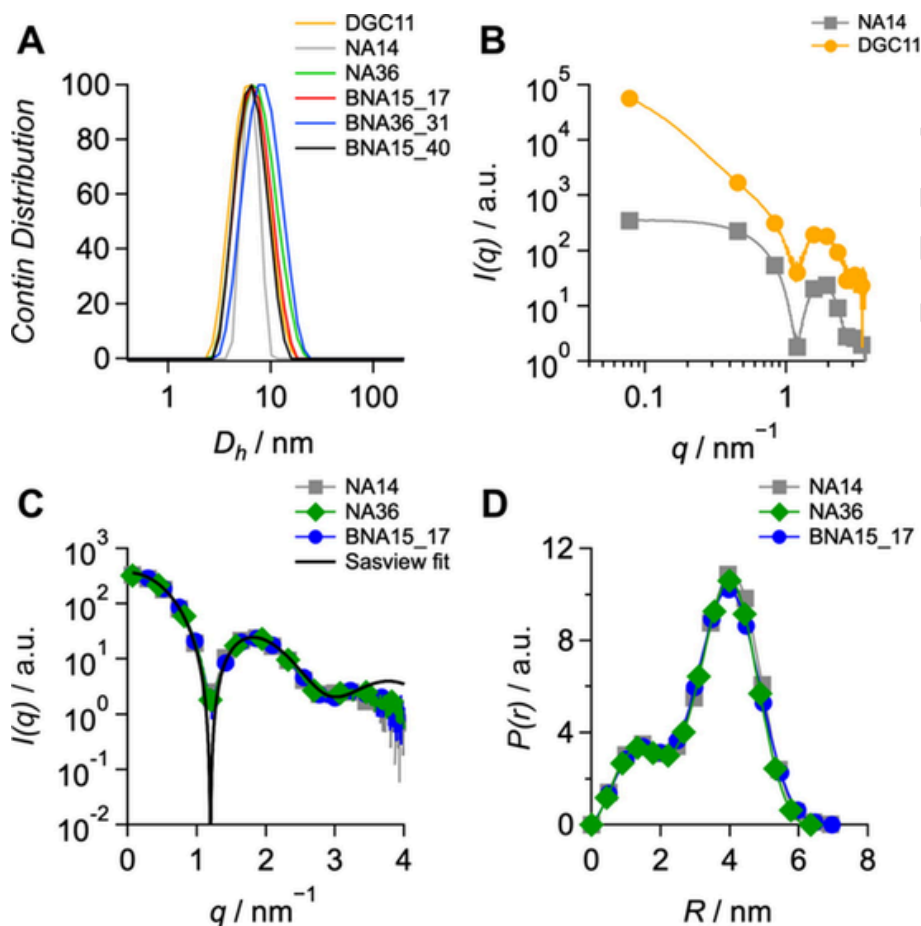 A
DGC11
NA14
NA36
BNA15_17
BNA36_31
BNA15_40
Contin Distribution
100
80
60
40
20
0
1
10
100
D_h / nm
B
NA14
DGC11
I(q) / a.u.
10^5
10^4
10^3
10^2
10^1
10^0
0.1
1
q / nm^−1
C
NA14
NA36
BNA15_17
Sasview fit
I(q) / a.u.
10^3
10^2
10^1
10^0
10^-1
10^-2
0
1
2
3
4
q / nm^−1
D
NA14
NA36
BNA15_17
P(r) / a.u.
12
8
4
0
0
2
4
6
8
R / nm